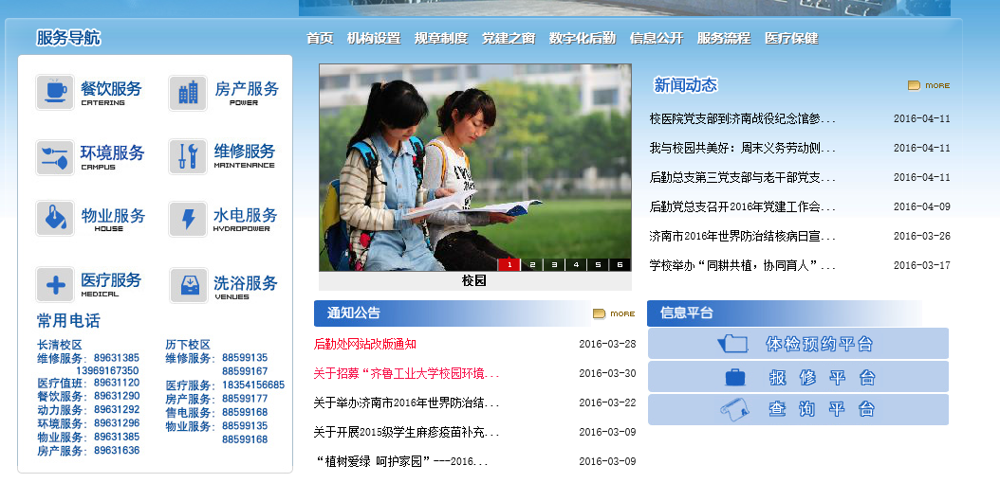 服务导航
首页 机构设置 规章制度 党建之窗 数字化后勤 信息公开 服务流程 医疗保健
餐饮服务
CATERING
房产服务
POWER
环境服务
CAMPUS
维修服务
MAINTENANCE
物业服务
HOUSE
水电服务
HYDROPOWER
医疗服务
MEDICAL
洗浴服务
VENUES
常用电话
长清校区
维修服务: 89631385
13969167350
医疗值班: 89631120
餐饮服务: 89631290
动力服务: 89631292
环境服务: 89631296
物业服务: 89631385
房产服务: 89631636
历下校区
维修服务: 88599135
88599167
医疗服务: 18354156685
房产服务: 88599177
售电服务: 88599168
物业服务: 88599135
88599168
1 2 3 4 5 6
校园
新闻动态
MORE
校医院党支部到济南战役纪念馆参... 2016-04-11
我与校园共美好：周末义务劳动侧... 2016-04-11
后勤总支第三党支部与老干部党支... 2016-04-11
后勤党总支召开2016年党建工作会... 2016-04-09
济南市2016年世界防治结核病日宣... 2016-03-26
学校举办“同耕共植，协同育人”... 2016-03-17
通知公告
MORE
后勤处网站改版通知 2016-03-28
关于招募“齐鲁工业大学校园环境... 2016-03-30
关于举办济南市2016年世界防治结... 2016-03-22
关于开展2015级学生麻疹疫苗补充... 2016-03-09
“植树爱绿 呵护家园”---2016... 2016-03-09
信息平台
体检预约平台
报修平台
查询平台